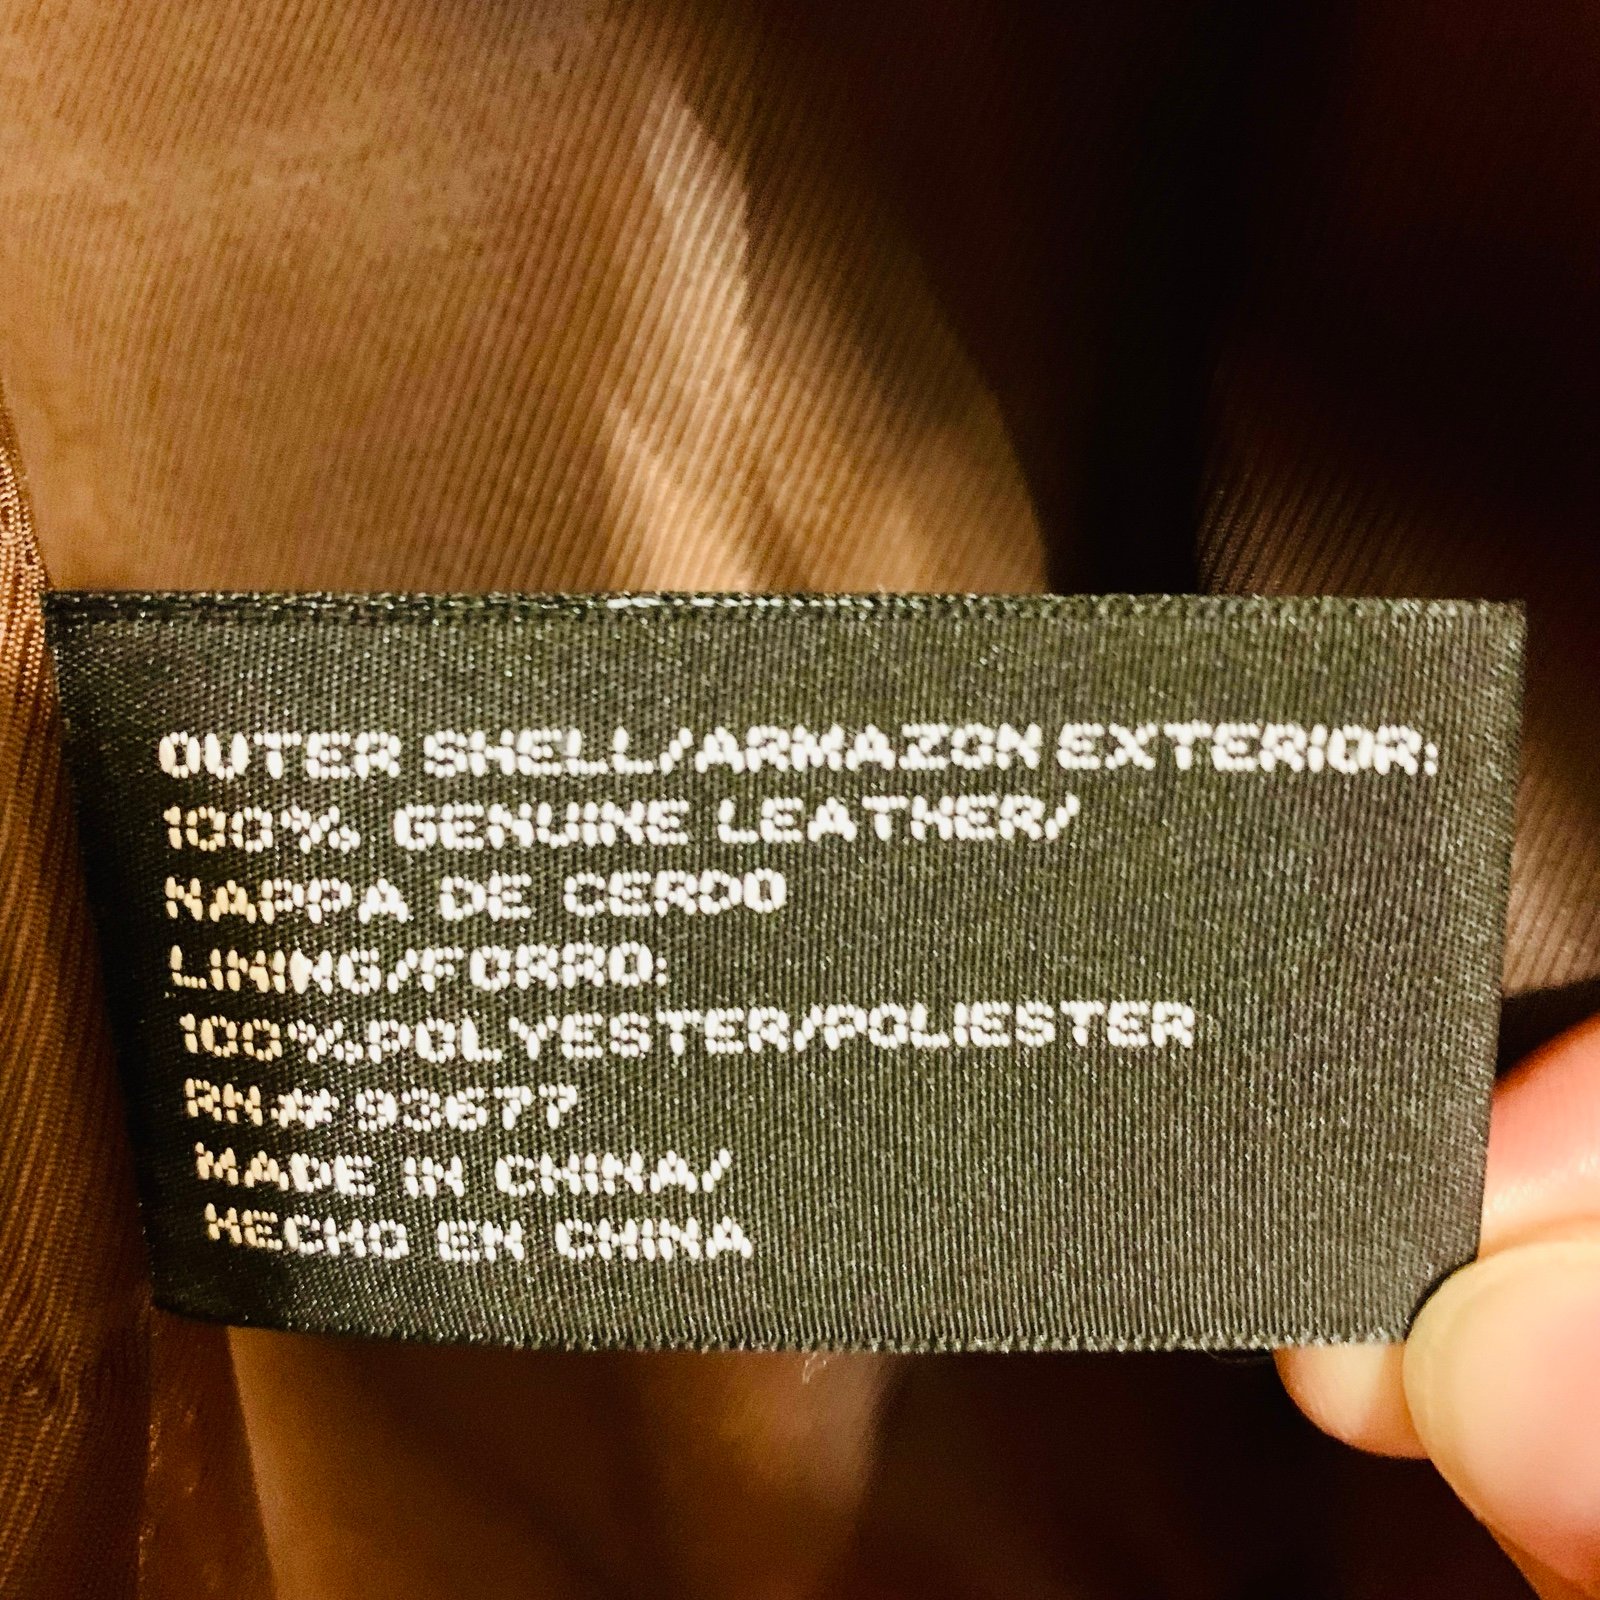 OUTER SHELL/ARMAZON EXTERIOR:
100% GENUINE LEATHER/
NAPPA DE CERDO
LINING/FORRO:
100%POLYESTER/POLIESTER
RN# 93677
MADE IN CHINA/
HECHO EN CHINA